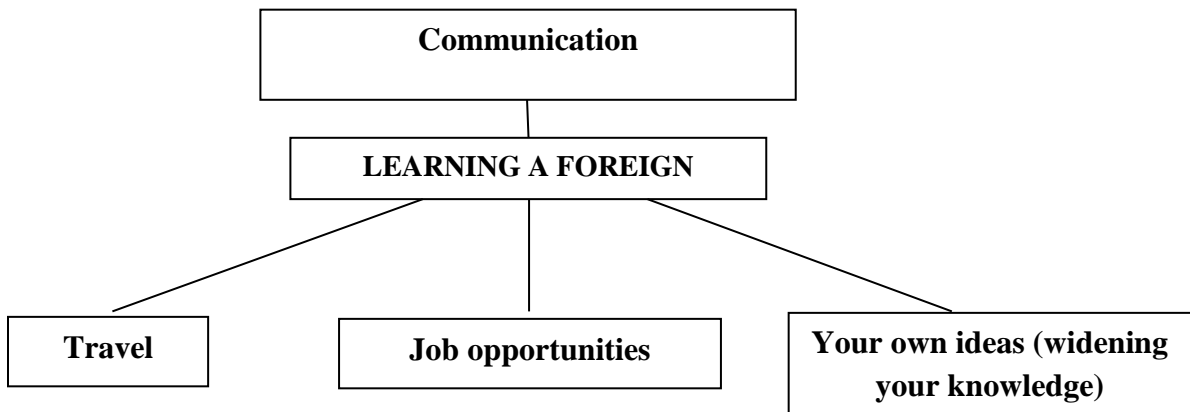 Communication
LEARNING A FOREIGN
Travel
Job opportunities
Your own ideas (widening
your knowledge)